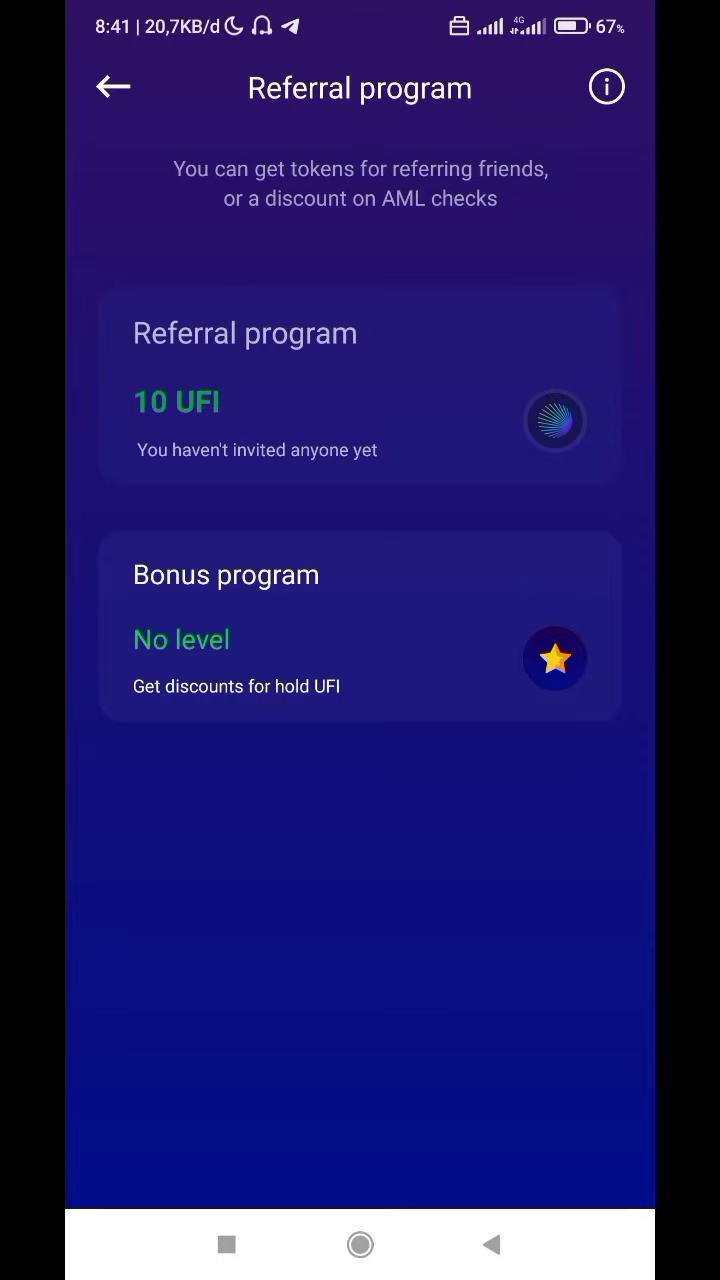 8:41 | 20,7KB/d 4G 67%
Referral program
You can get tokens for referring friends,
or a discount on AML checks
Referral program
10 UFI
You haven't invited anyone yet
Bonus program
No level
Get discounts for hold UFI